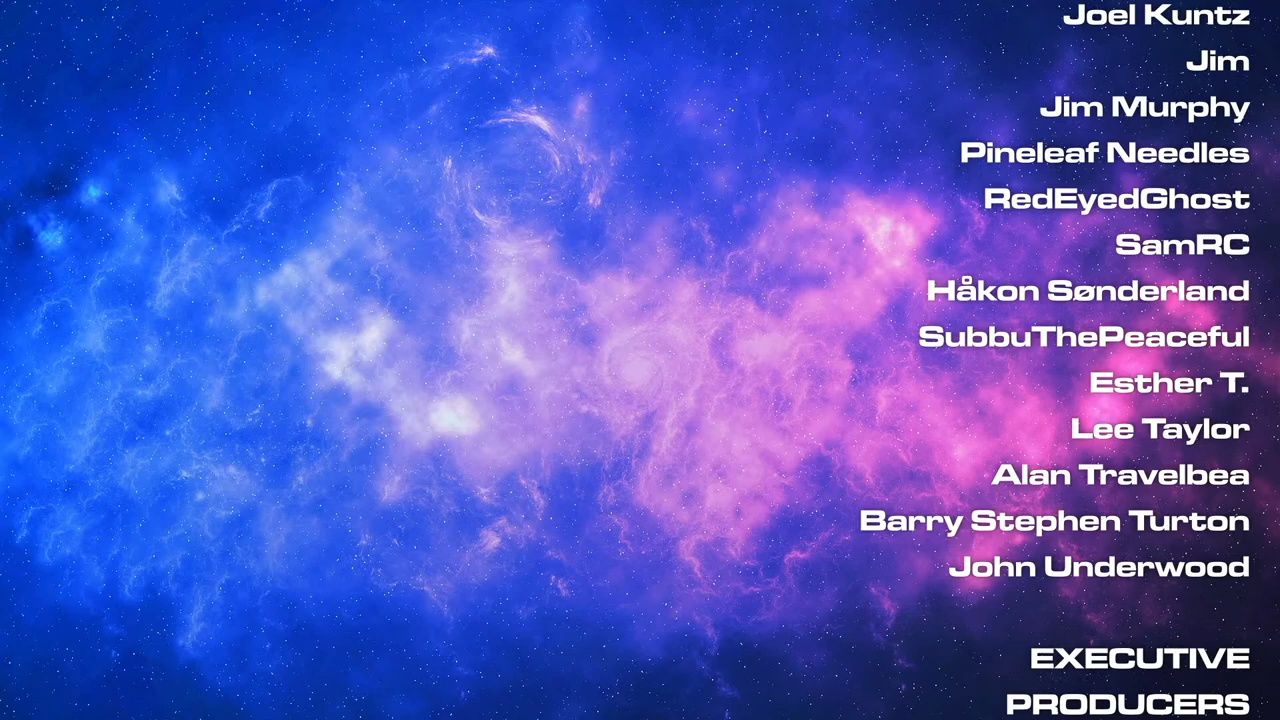 Joel Kuntz
Jim
Jim Murphy
Pineleaf Needles
RedEyedGhost
SamRC
Håkon Sønderland
SubbuThePeaceful
Esther T.
Lee Taylor
Alan Travelbea
Barry Stephen Turton
John Underwood
EXECUTIVE
PRODUCERS